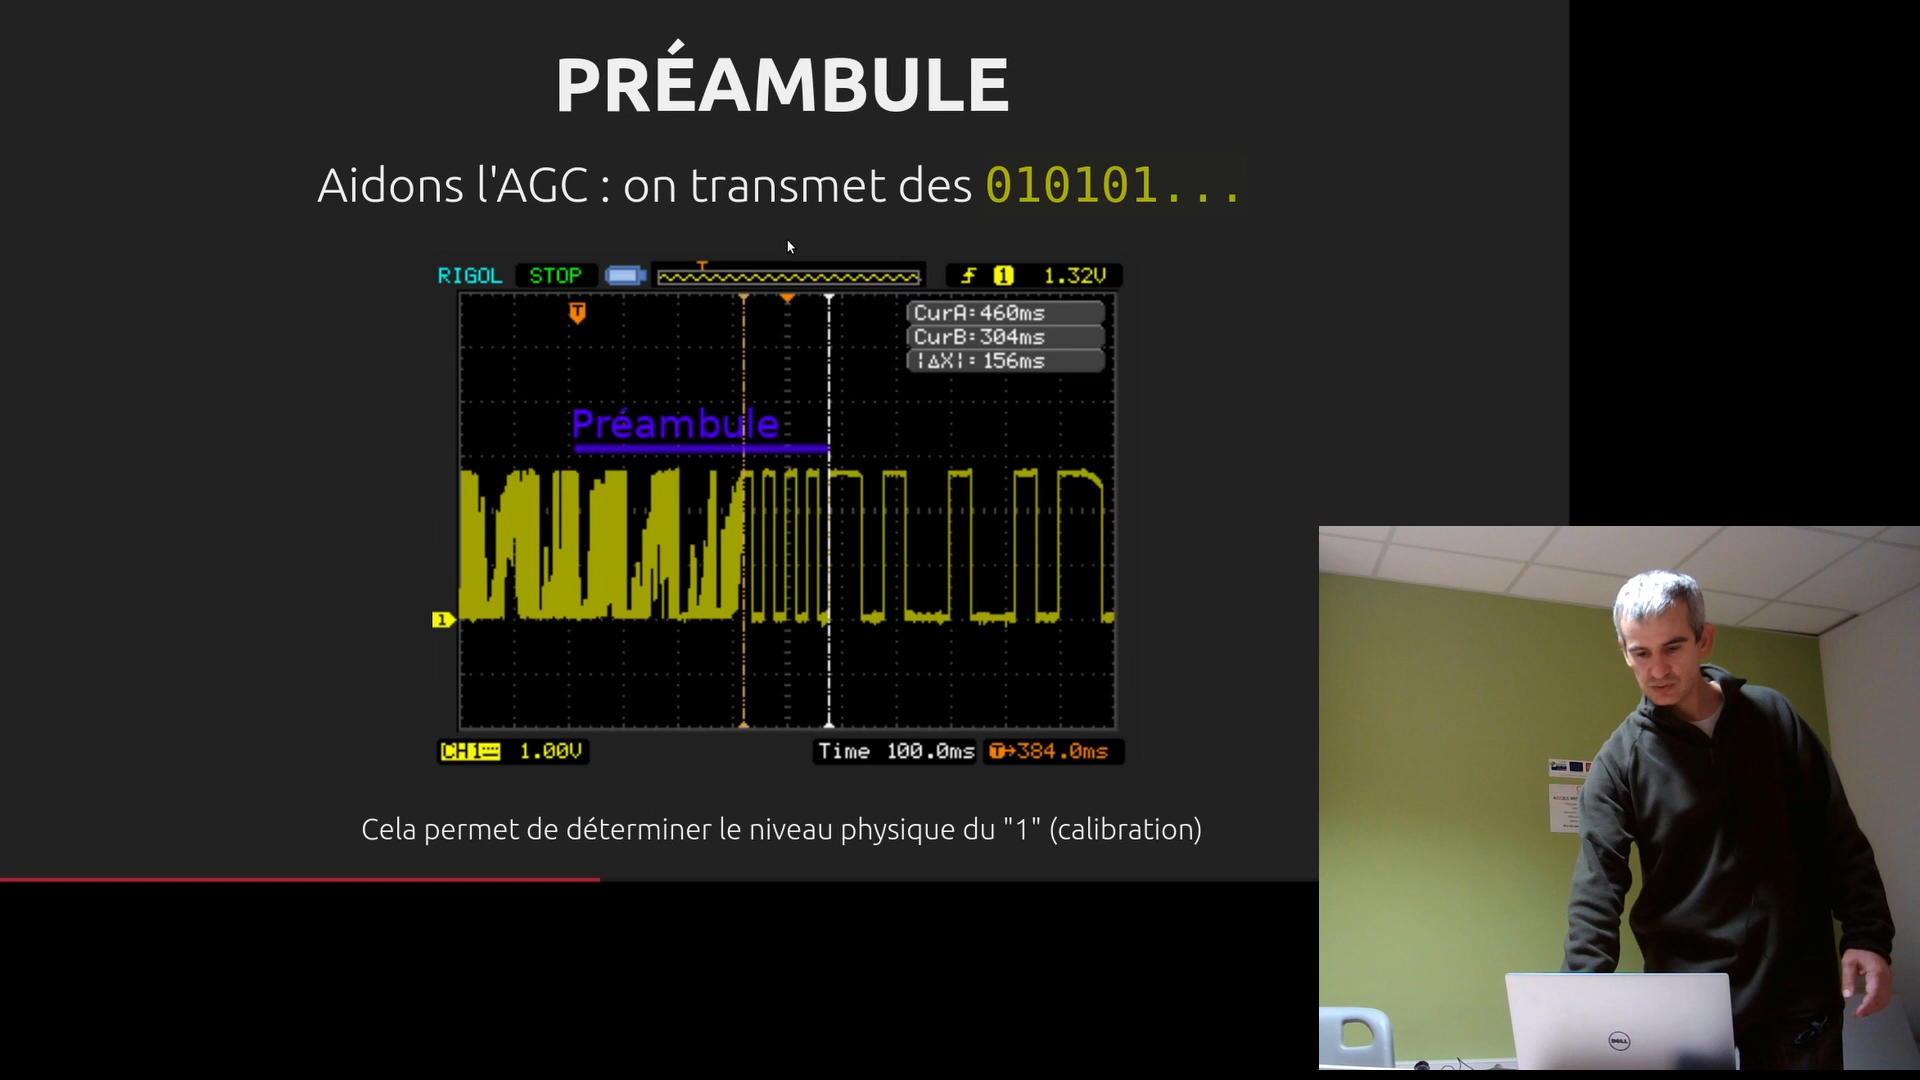 PRÉAMBULE
Aidons l'AGC : on transmet des 010101...
RIGOL STOP T 1 1.32V
T
CurA:460ms
CurB:304ms
|ΔX|:156ms
Préambule
1
CH1 1.00V Time 100.0ms T→384.0ms
Cela permet de déterminer le niveau physique du "1" (calibration)
DELL